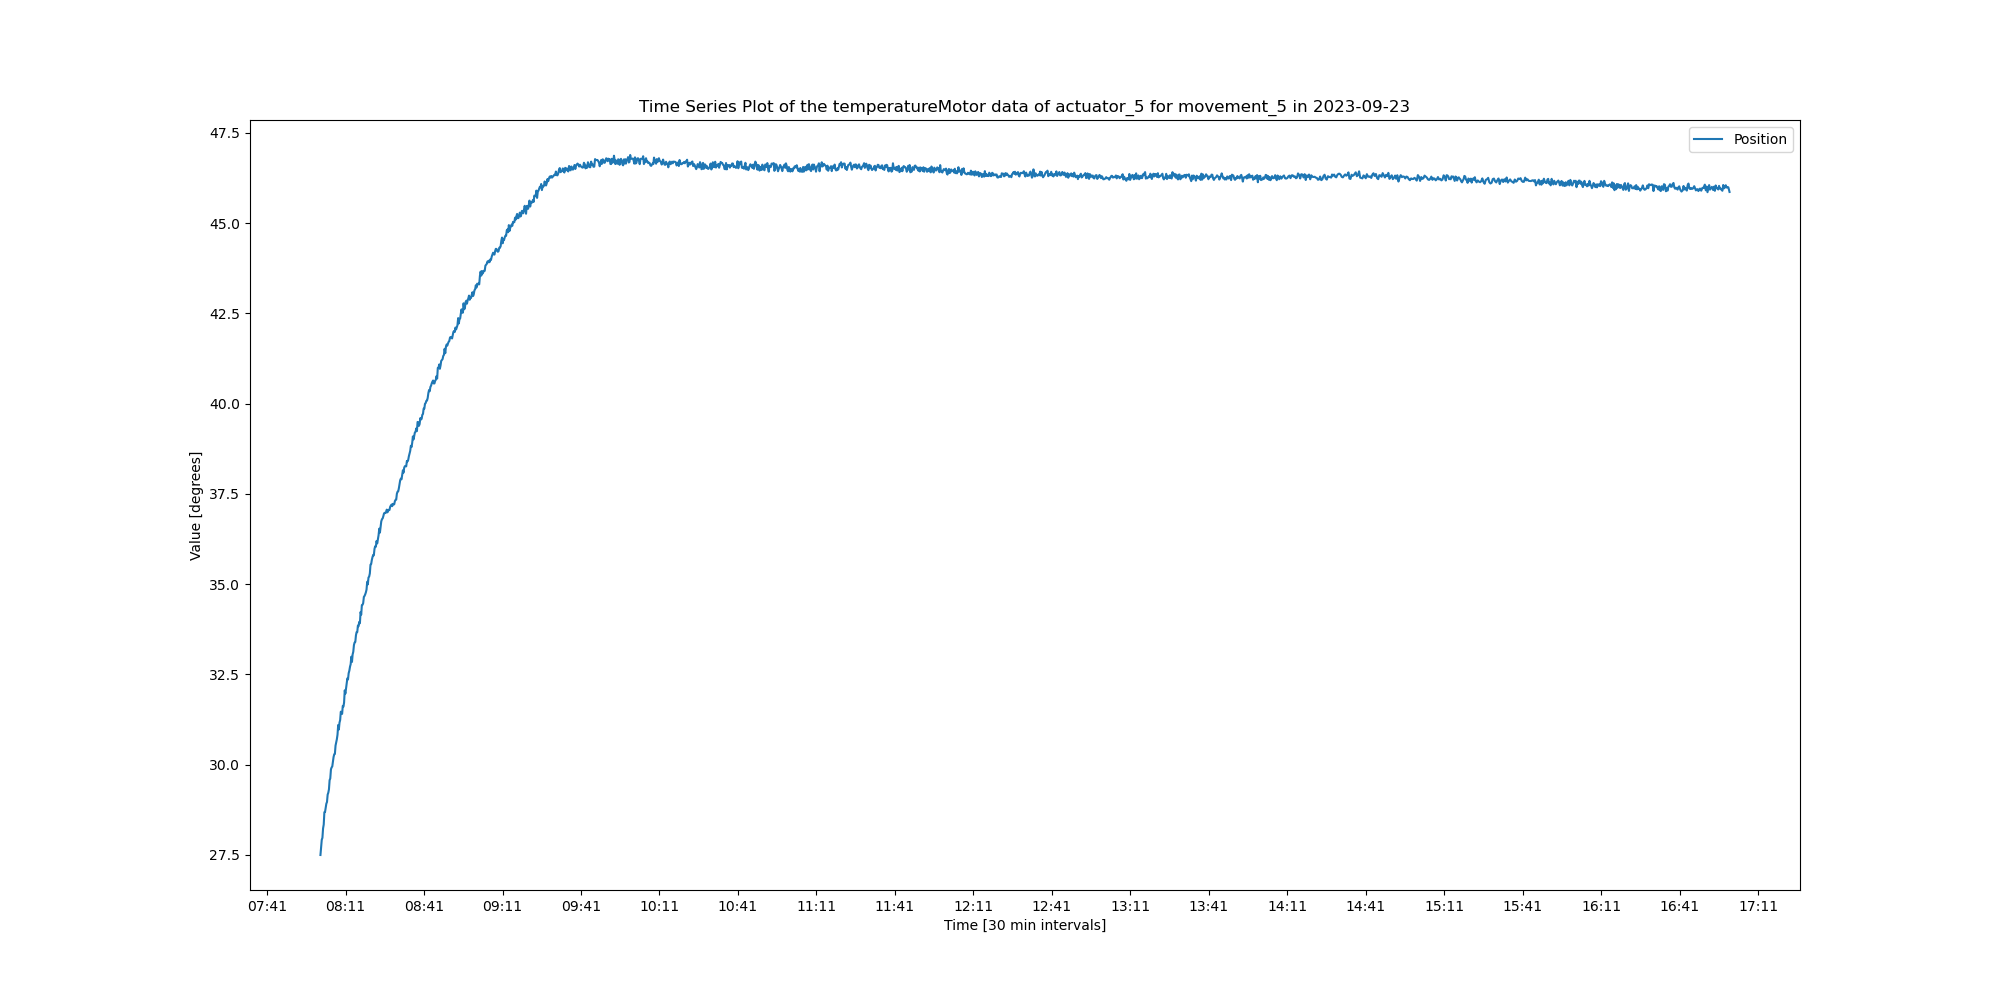 Time Series Plot of the temperatureMotor data of actuator_5 for movement_5 in 2023-09-23
Position
Value [degrees]
47.5
45.0
42.5
40.0
37.5
35.0
32.5
30.0
27.5
07:41 08:11 08:41 09:11 09:41 10:11 10:41 11:11 11:41 12:11 12:41 13:11 13:41 14:11 14:41 15:11 15:41 16:11 16:41 17:11
Time [30 min intervals]